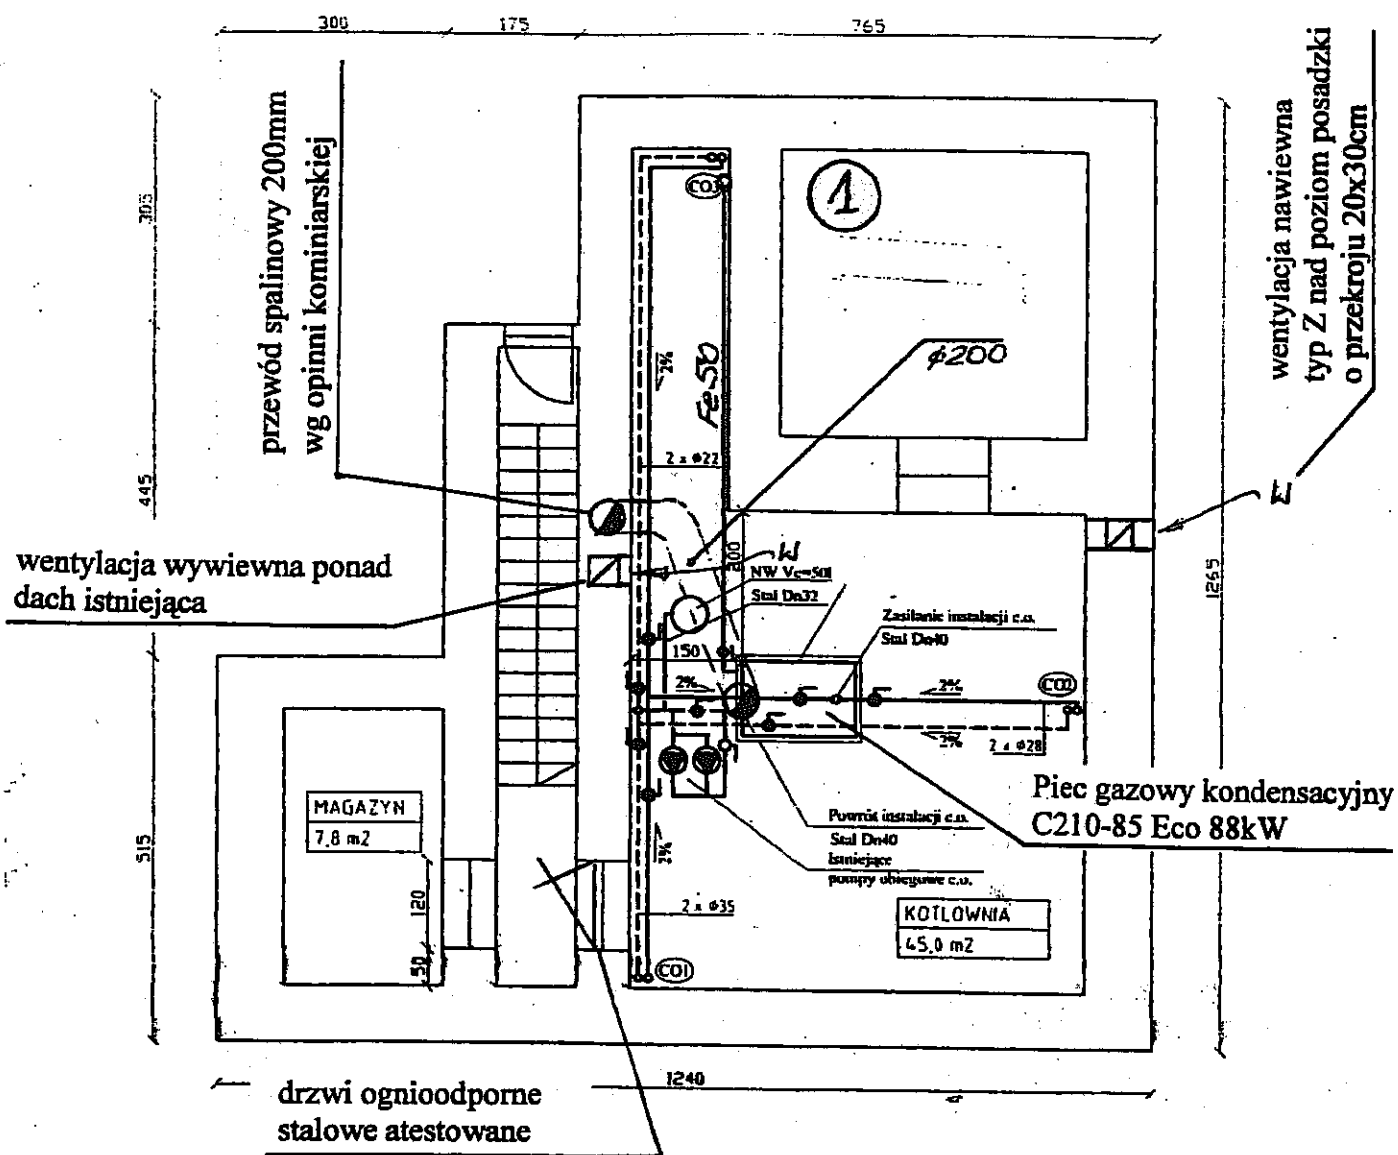 300
175
765
przewód spalinowy 200mm
wg opinni kominiarskiej
wentylacja nawiewna
typ Z nad poziom posadzki
o przekroju 20x30cm
305
445
515
1265
CO3
1
2%
Fe50
2 x Φ22
φ200
W
W
200
NW Vc=50l
Stal Dn32
150
wentylacja wywiewna ponad
dach istniejąca
Zasilanie instalacji c.o.
Stal Dn40
2%
2%
CO2
2%
2 x Φ28
Piec gazowy kondensacyjny
C210-85 Eco 88kW
Powrót instalacji c.o.
Stal Dn40
Istniejące
pompy obiegowe c.o.
MAGAZYN
7,8 m2
2%
120
50
2 x Φ35
KOTLOWNIA
45,0 m2
CO1
1240
drzwi ognioodporne
stalowe atestowane